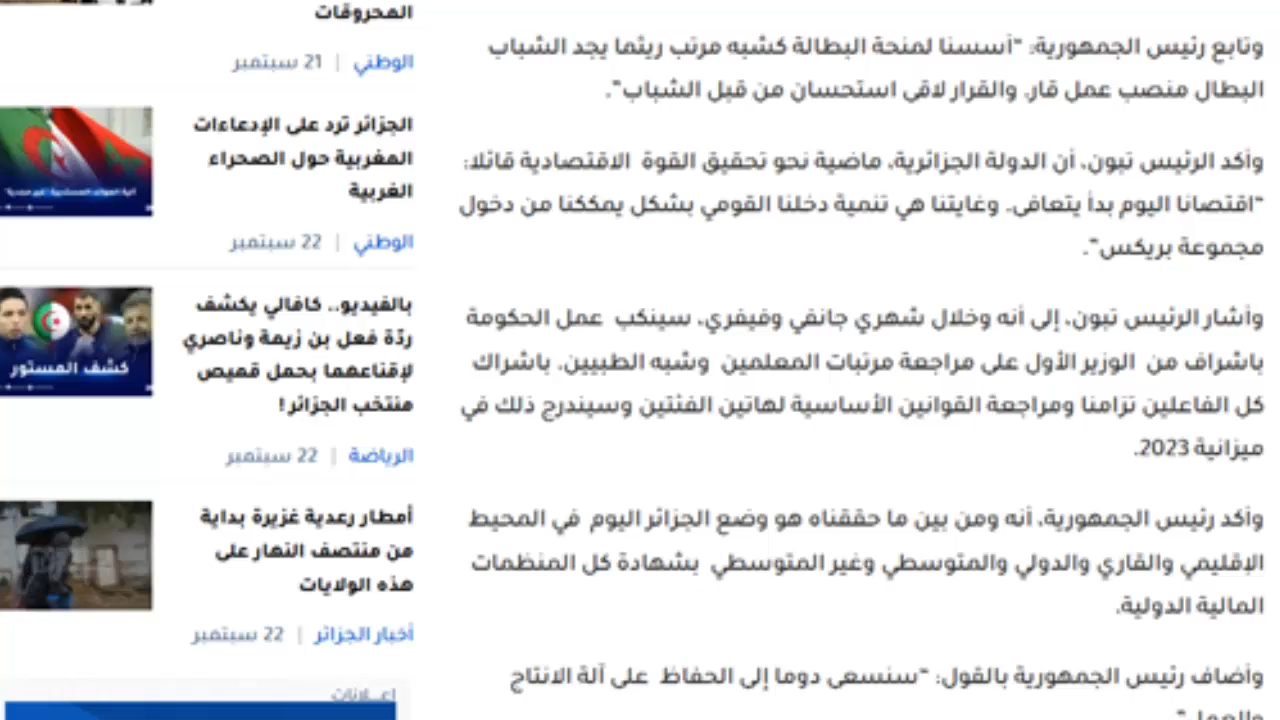 وتابع رئيس الجمهورية: “أسسنا لمنحة البطالة كشبه مرتب ريثما يجد الشباب
البطال منصب عمل قار. والقرار لاقى استحسان من قبل الشباب”.
وأكد الرئيس تبون، أن الدولة الجزائرية، ماضية نحو تحقيق القوة الاقتصادية قائلا:
“اقتصانا اليوم بدأ يتعافى. وغايتنا هي تنمية دخلنا القومي بشكل يمككنا من دخول
مجموعة بريكس”.
وأشار الرئيس تبون، إلى أنه وخلال شهري جانفي وفيفري، سينكب عمل الحكومة
باشراف من الوزير الأول على مراجعة مرتبات المعلمين وشبه الطبيين. باشراك
كل الفاعلين تزامنا ومراجعة القوانين الأساسية لهاتين الفئتين وسيندرج ذلك في
ميزانية 2023.
وأكد رئيس الجمهورية، أنه ومن بين ما حققناه هو وضع الجزائر اليوم في المحيط
الإقليمي والقاري والدولي والمتوسطي وغير المتوسطي بشهادة كل المنظمات
المالية الدولية.
وأضاف رئيس الجمهورية بالقول: “سنسعى دوما إلى الحفاظ على آلة الانتاج
المحروقات
الوطني | 21 سبتمبر
الجزائر ترد على الإدعاءات
المغربية حول الصحراء
الغربية
الوطني | 22 سبتمبر
بالفيديو.. كافالي يكشف
ردّة فعل بن زيمة وناصري
لإقناعهما بحمل قميص
منتخب الجزائر!
كشف المستور
الرياضة | 22 سبتمبر
أمطار رعدية غزيرة بداية
من منتصف النهار على
هذه الولايات
أخبار الجزائر | 22 سبتمبر
إعــلانات